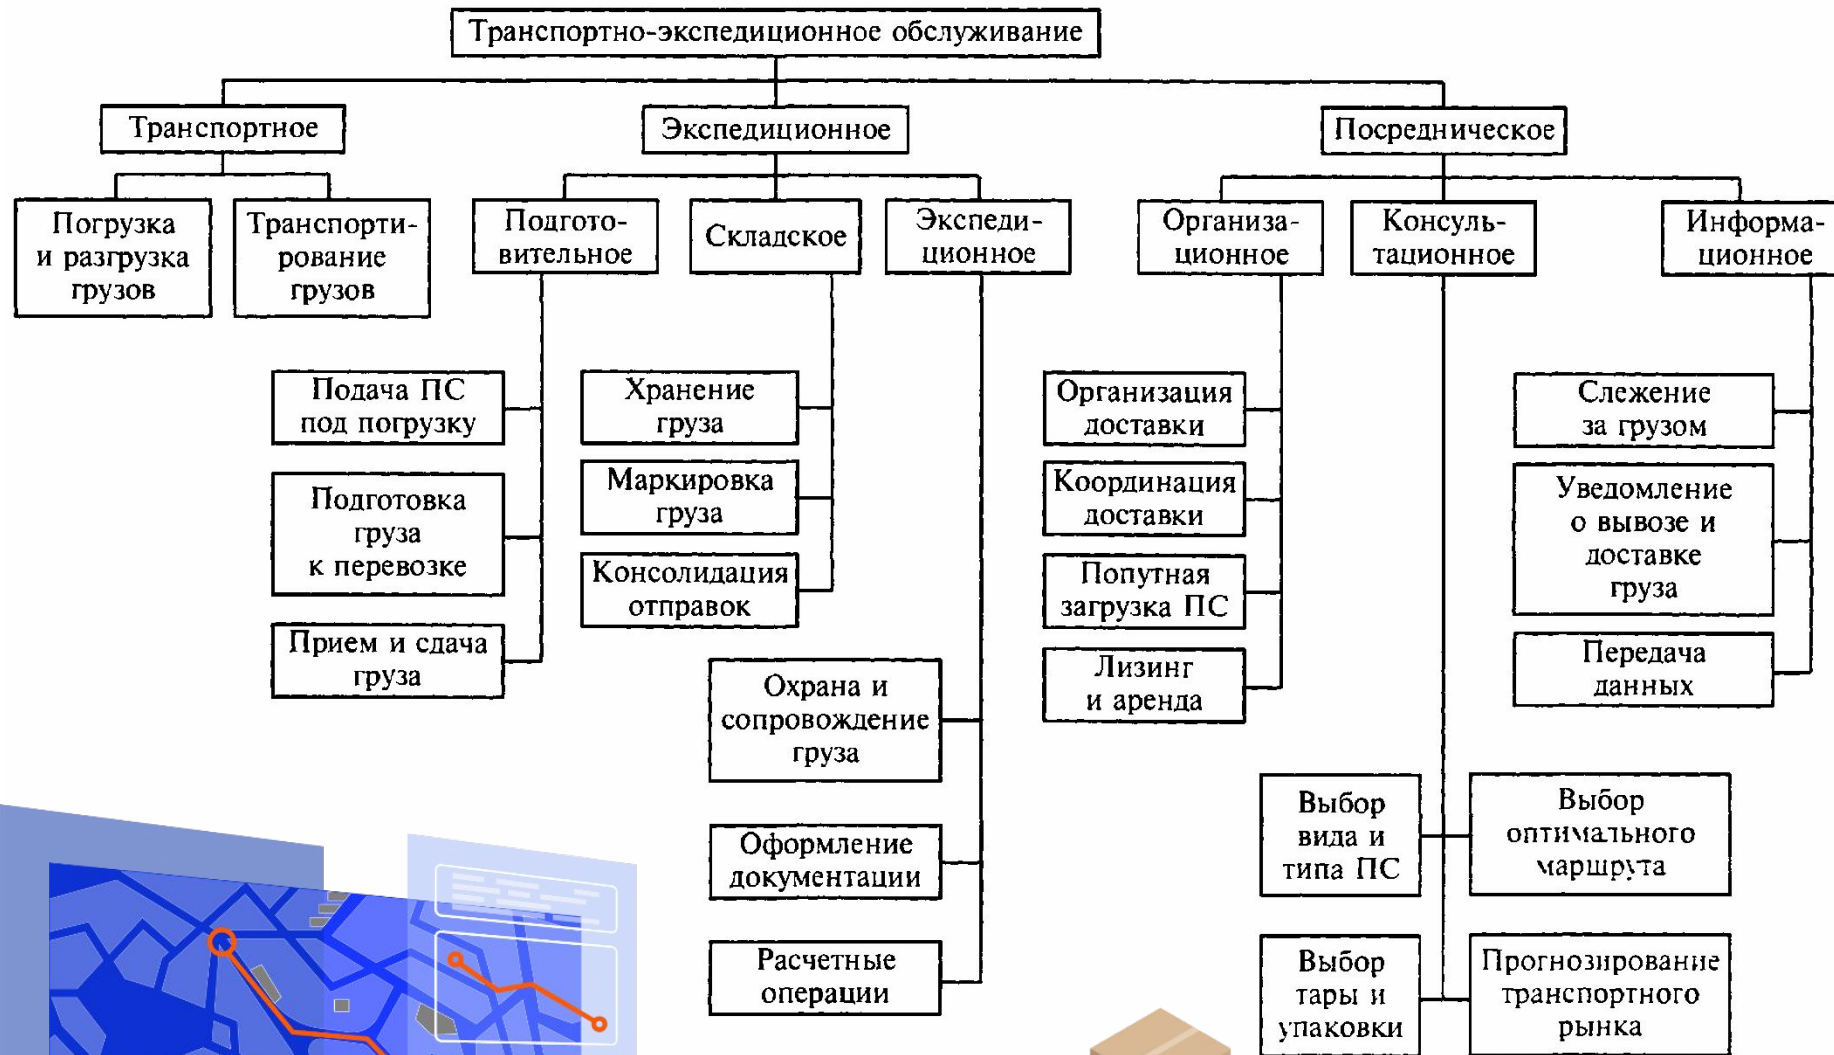 Транспортно-экспедиционное обслуживание
Транспортное
Экспедиционное
Посредническое
Погрузка
и разгрузка
грузов
Транспорти-
рование
грузов
Подгото-
вительное
Складское
Экспеди-
ционное
Организа-
ционное
Консуль-
тационное
Информа-
ционное
Подача ПС
под погрузку
Подготовка
груза
к перевозке
Прием и сдача
груза
Хранение
груза
Маркировка
груза
Консолидация
отправок
Охрана и
сопровождение
груза
Оформление
документации
Расчетные
операции
Организация
доставки
Координация
доставки
Попутная
загрузка ПС
Лизинг
и аренда
Выбор
вида и
типа ПС
Выбор
оптимального
маршрута
Выбор
тары и
упаковки
Прогнозирование
транспортного
рынка
Слежение
за грузом
Уведомление
о вывозе и
доставке
груза
Передача
данных